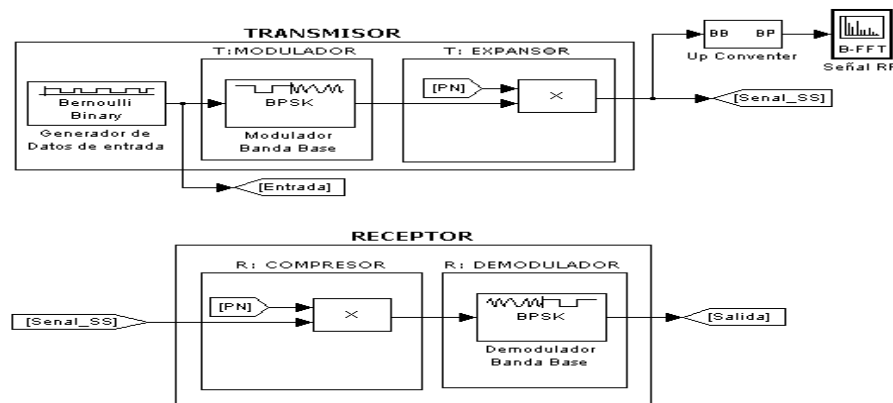 TRANSMISOR
T:MODULADOR
T: EXPANSOR
Bernoulli
Binary
Generador de
Datos de entrada
BPSK
Modulador
Banda Base
[PN]
X
BB BP
Up Conventer
B-FFT
Señal RF
[Senal_SS]
[Entrada]
RECEPTOR
R: COMPRESOR
R: DEMODULADOR
[Senal_SS]
[PN]
X
BPSK
Demodulador
Banda Base
[Salida]